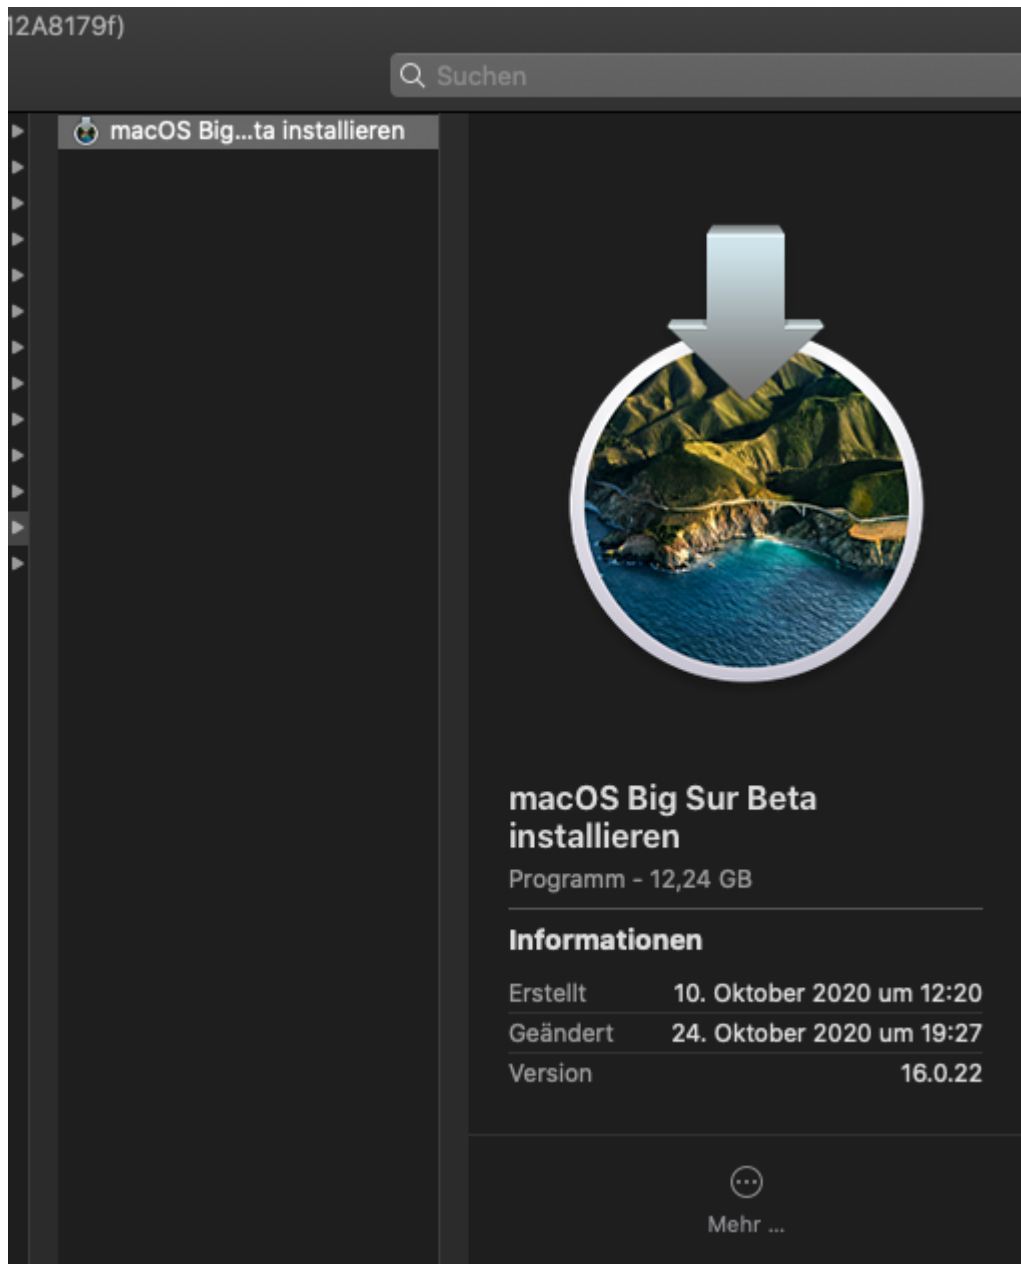 12A8179f)
Suchen
macOS Big...ta installieren
macOS Big Sur Beta
installieren
Programm - 12,24 GB
Informationen
Erstellt 10. Oktober 2020 um 12:20
Geändert 24. Oktober 2020 um 19:27
Version 16.0.22
Mehr ...